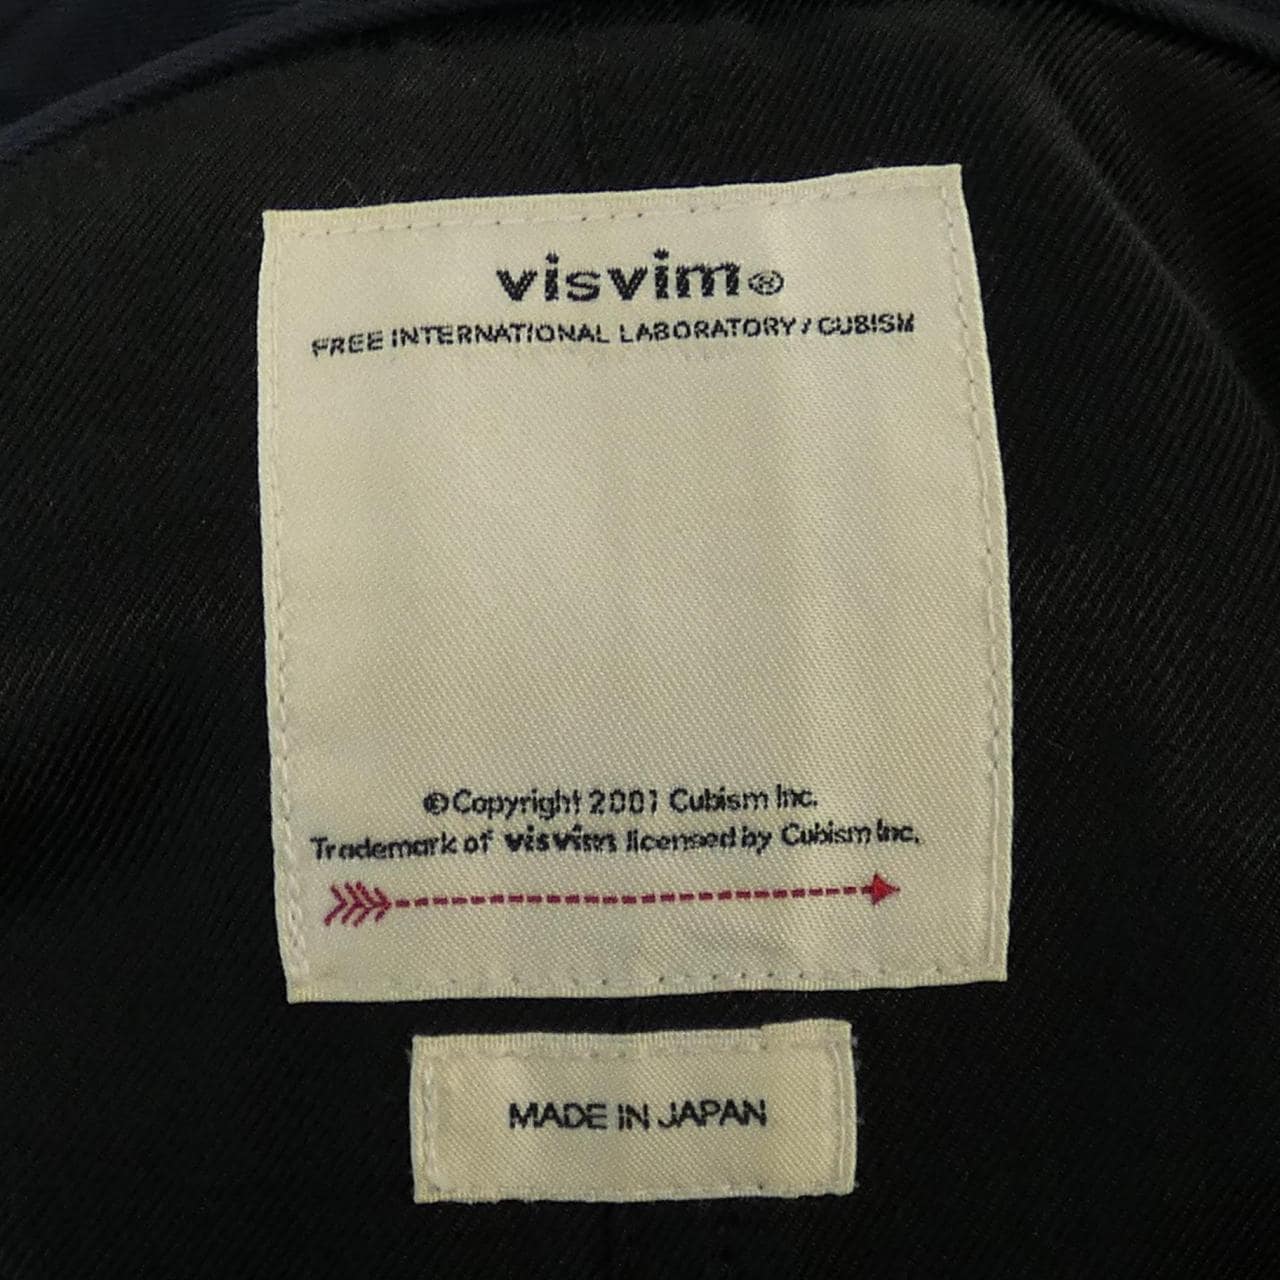 visvim®
FREE INTERNATIONAL LABORATORY / CUBISM
©Copyright 2001 Cubism Inc.
Trademark of visvim licensed by Cubism Inc.
MADE IN JAPAN